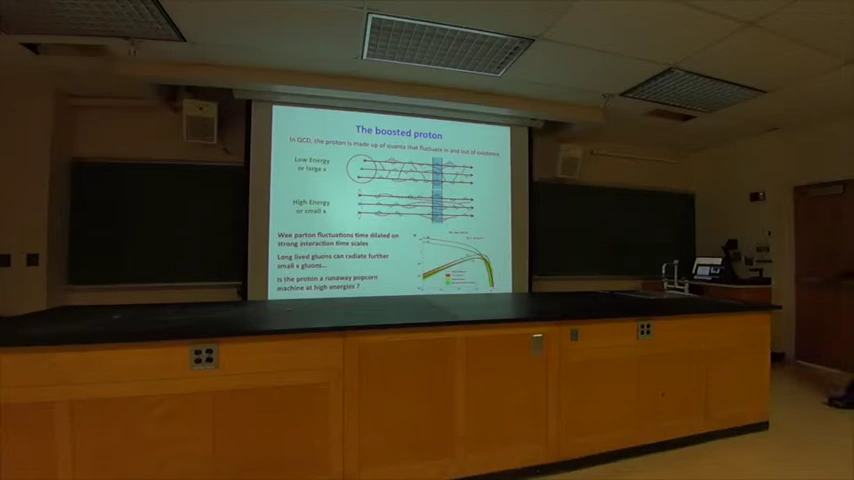 The boosted proton
In QCD, the proton is made up of quanta that fluctuate in and out of existence
Low Energy
or large x
High Energy
or small x
Wee parton fluctuations time dilated on
strong interaction time scales
Long lived gluons can radiate further
small x gluons...
Is the proton a runaway popcorn
machine at high energies?